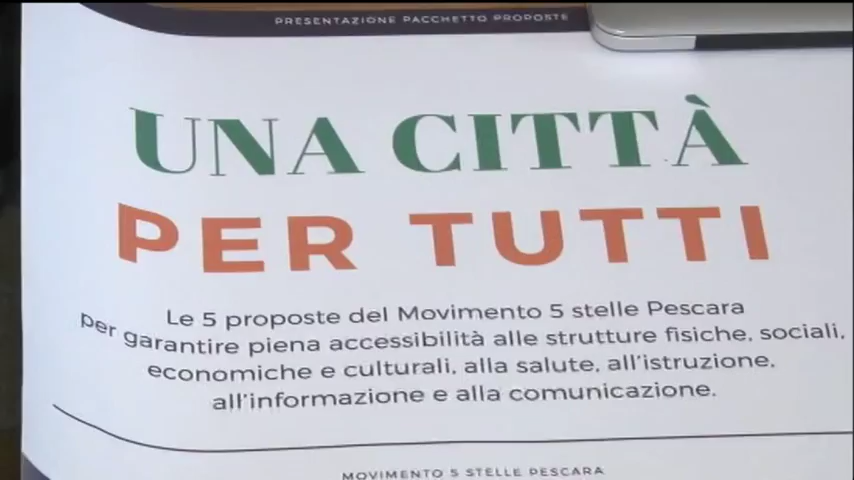 PRESENTAZIONE PACCHETTO PROPOSTE
UNA CITTÀ
PER TUTTI
Le 5 proposte del Movimento 5 stelle Pescara
per garantire piena accessibilità alle strutture fisiche, sociali,
economiche e culturali, alla salute, all'istruzione,
all'informazione e alla comunicazione.
MOVIMENTO 5 STELLE PESCARA